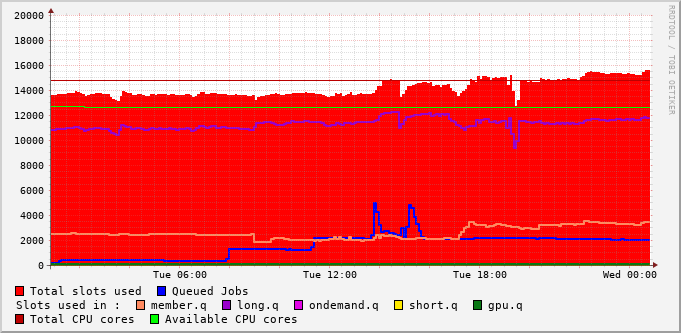 20000
18000
16000
14000
12000
10000
8000
6000
4000
2000
0
Tue 06:00 Tue 12:00 Tue 18:00 Wed 00:00
RRDTOOL / TOBI OETIKER
Total slots used Queued Jobs
Slots used in : member.q long.q ondemand.q short.q gpu.q
Total CPU cores Available CPU cores